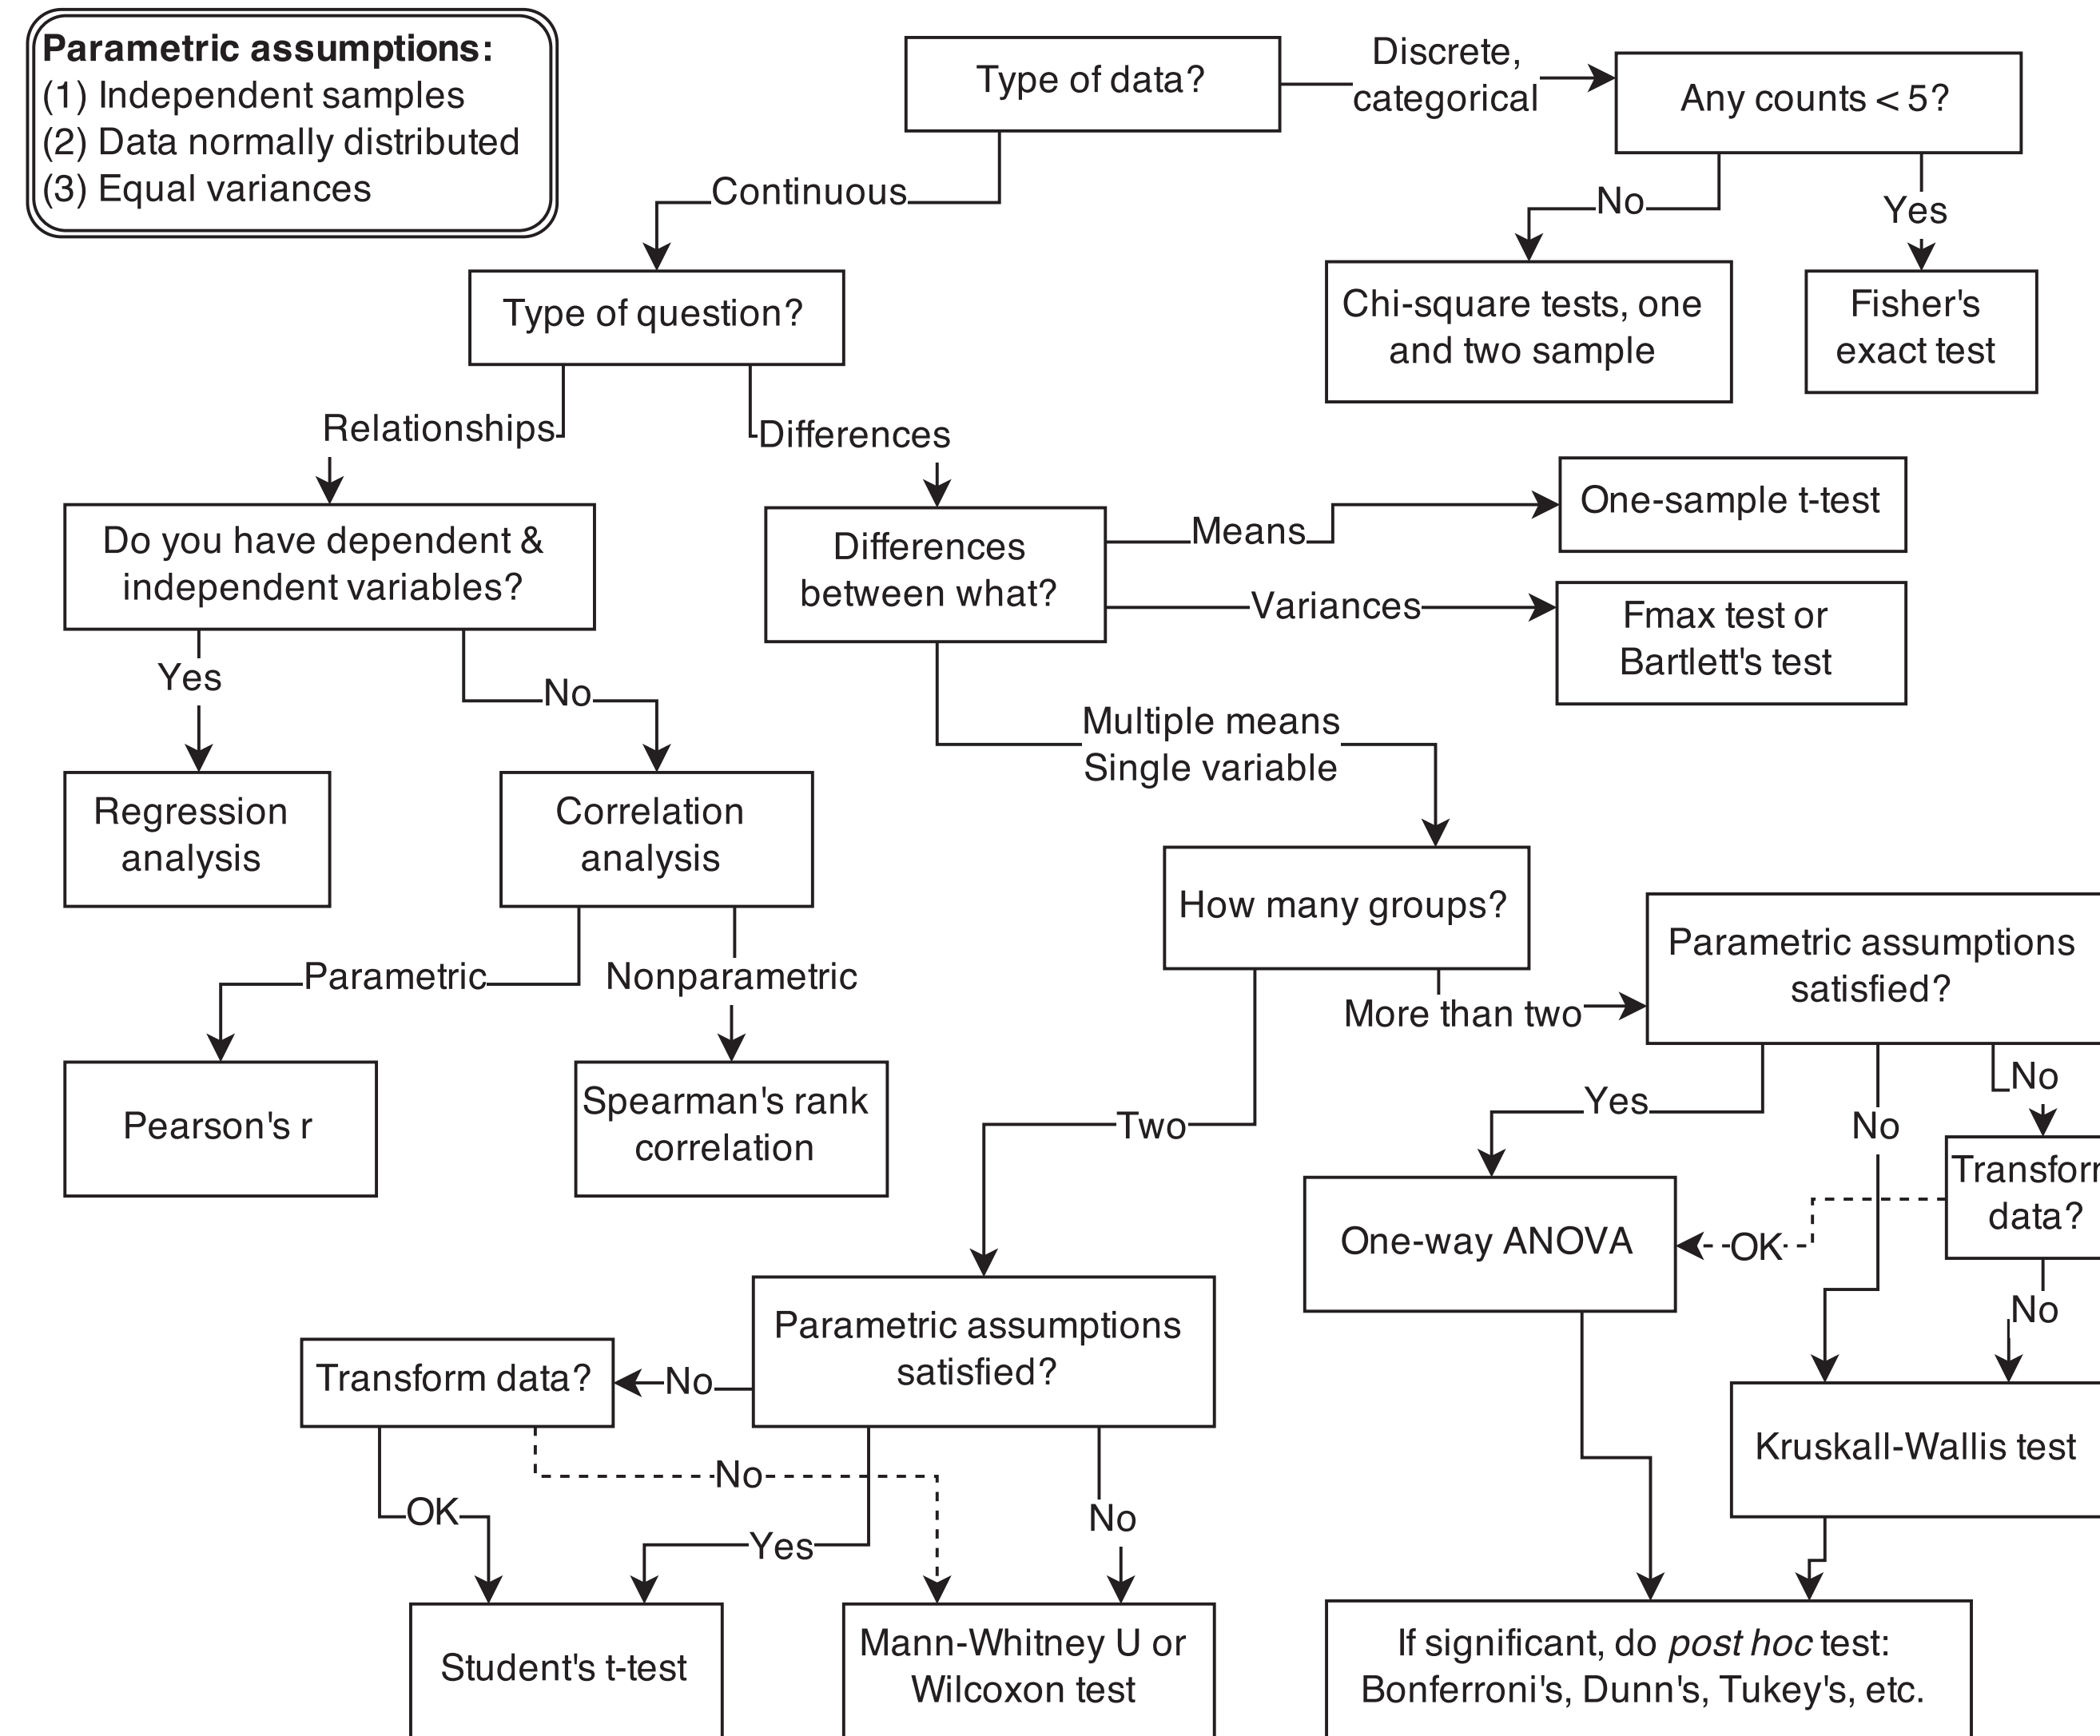 Parametric assumptions:
(1) Independent samples
(2) Data normally distributed
(3) Equal variances
Type of data?
Discrete,
categorical
Any counts < 5?
Continuous
No
Yes
Type of question?
Chi-square tests, one
and two sample
Fisher's
exact test
Relationships
Differences
Do you have dependent &
independent variables?
Differences
between what?
Means
One-sample t-test
Variances
Fmax test or
Bartlett's test
Yes
No
Multiple means
Single variable
Regression
analysis
Correlation
analysis
How many groups?
Parametric assumptions
satisfied?
Parametric
Nonparametric
More than two
Pearson's r
Spearman's rank
correlation
Two
Yes
No
No
One-way ANOVA
OK
Transfor
data?
No
Parametric assumptions
satisfied?
Transform data?
No
Kruskall-Wallis test
No
OK
Yes
No
Student's t-test
Mann-Whitney U or
Wilcoxon test
If significant, do post hoc test:
Bonferroni's, Dunn's, Tukey's, etc.